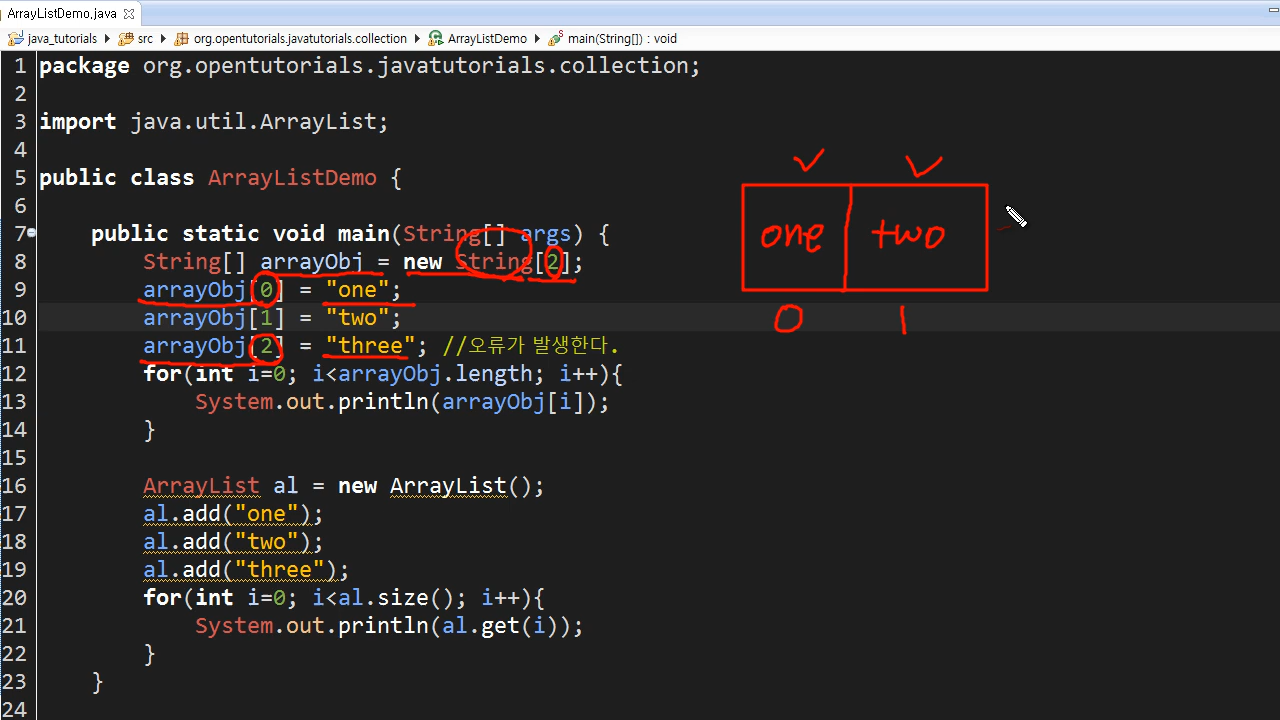 ArrayListDemo.java
java_tutorials src org.opentutorials.javatutorials.collection ArrayListDemo main(String[]) : void
1 package org.opentutorials.javatutorials.collection;
2
3 import java.util.ArrayList;
4
5 public class ArrayListDemo {
6
7 public static void main(String[] args) {
8 String[] arrayObj = new String[2];
9 arrayObj[0] = "one";
10 arrayObj[1] = "two";
11 arrayObj[2] = "three"; //오류가 발생한다.
12 for(int i=0; i<arrayObj.length; i++){
13 System.out.println(arrayObj[i]);
14 }
15
16 ArrayList al = new ArrayList();
17 al.add("one");
18 al.add("two");
19 al.add("three");
20 for(int i=0; i<al.size(); i++){
21 System.out.println(al.get(i));
22 }
23 }
24
one two
0 1